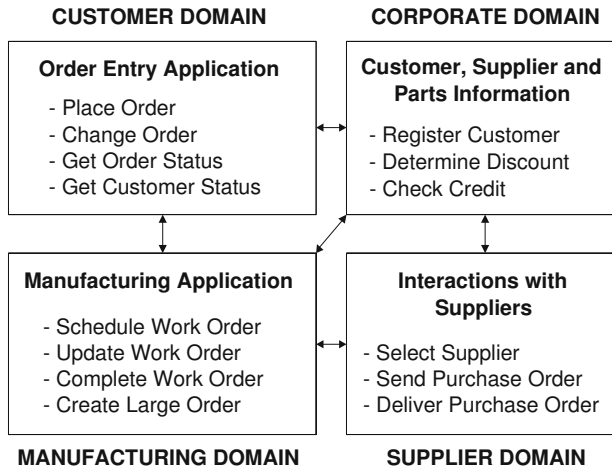 CUSTOMER DOMAIN
Order Entry Application
- Place Order
- Change Order
- Get Order Status
- Get Customer Status
CORPORATE DOMAIN
Customer, Supplier and
Parts Information
- Register Customer
- Determine Discount
- Check Credit
Manufacturing Application
- Schedule Work Order
- Update Work Order
- Complete Work Order
- Create Large Order
MANUFACTURING DOMAIN
Interactions with
Suppliers
- Select Supplier
- Send Purchase Order
- Deliver Purchase Order
SUPPLIER DOMAIN